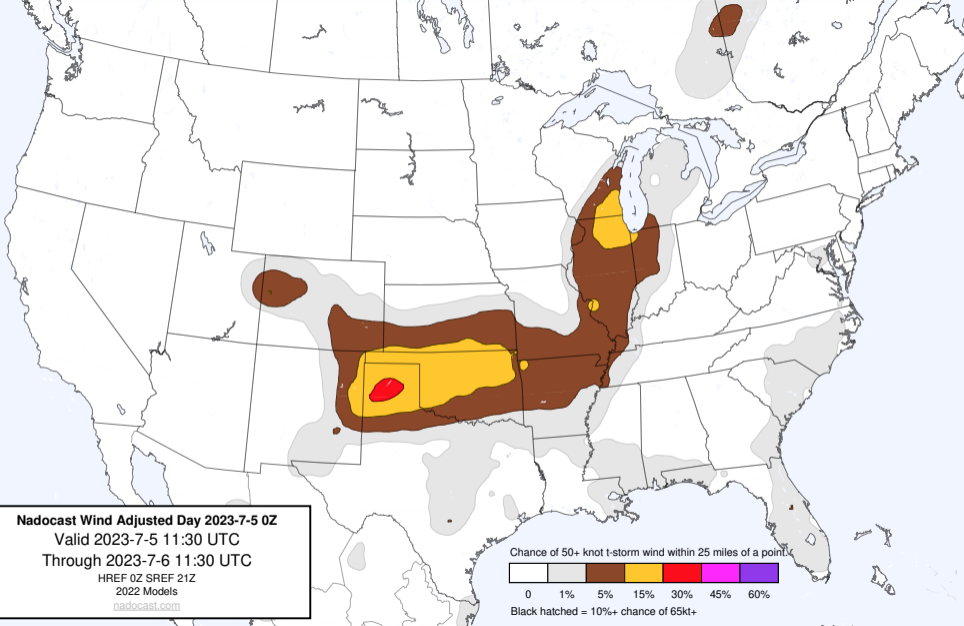 Nadocast Wind Adjusted Day 2023-7-5 0Z
Valid 2023-7-5 11:30 UTC
Through 2023-7-6 11:30 UTC
HREF 0Z SREF 21Z
2022 Models
nadocast.com
Chance of 50+ knot t-storm wind within 25 miles of a point.
0 1% 5% 15% 30% 45% 60%
Black hatched = 10%+ chance of 65kt+